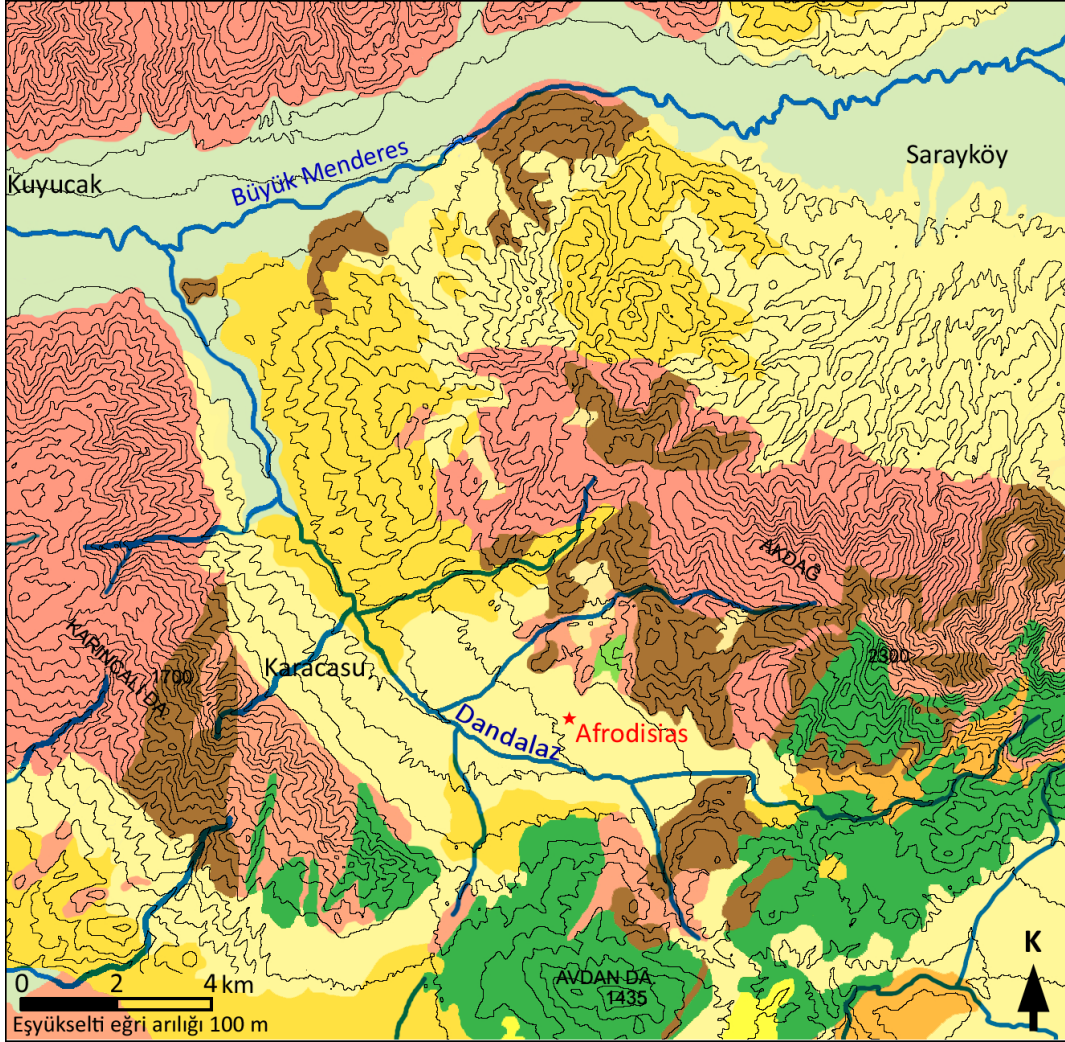 Sarayköy
Kuyucak
Büyük Menderes
AKDAĞ
KARINCALI DA.
1700
Karacasu,
2300
Dandalaz
Afrodisias
K
AVDAN DÂ
1435
0 2 4 km
Eşyükselti eğri arılığı 100 m